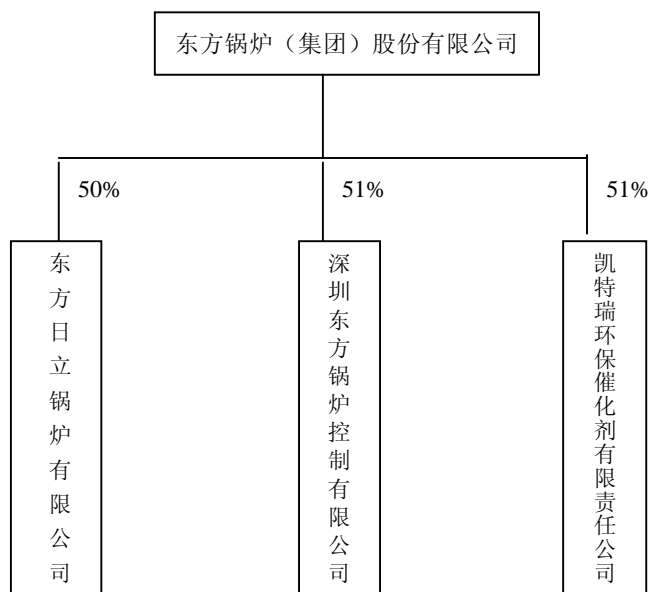 东方锅炉（集团）股份有限公司
50%
51%
51%
东方日立锅炉有限公司
深圳东方锅炉控制有限公司
凯特瑞环保催化剂有限责任公司